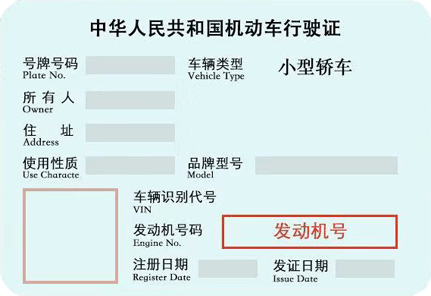 中华人民共和国机动车行驶证
号牌号码 车辆类型 小型轿车
Plate No. Vehicle Type
所有人
Owner
住址
Address
使用性质 品牌型号
Use Characte Model
车辆识别代号
VIN
发动机号码 发动机号
Engine No.
注册日期 发证日期
Register Date Issue Date